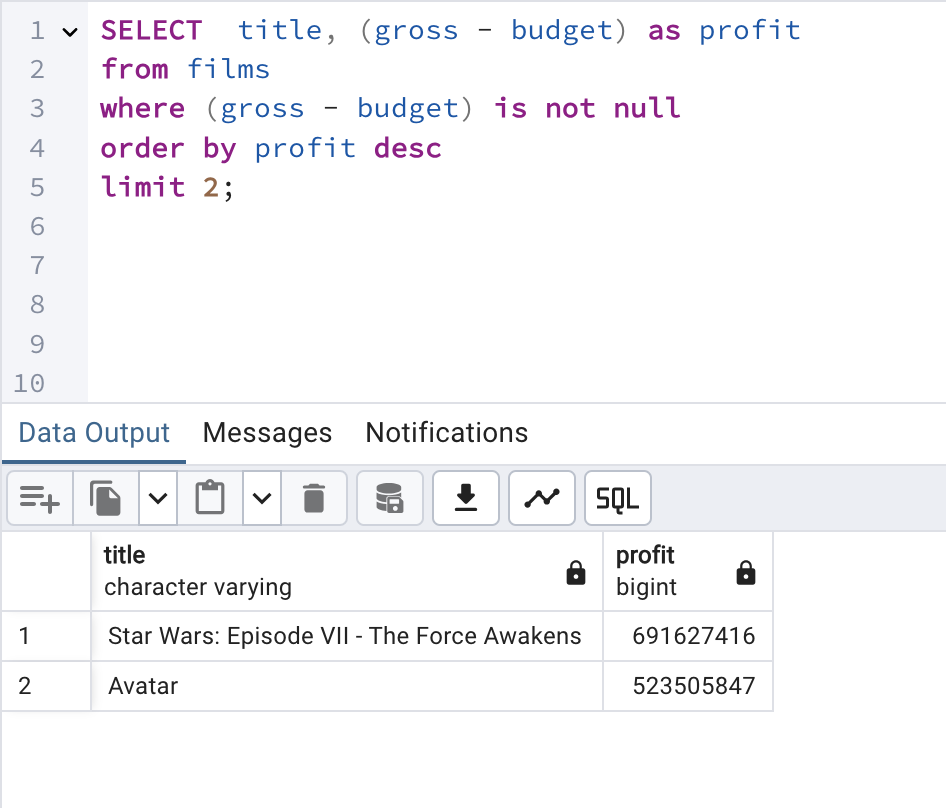 1 SELECT  title, (gross - budget) as profit
2 from films
3 where (gross - budget) is not null
4 order by profit desc
5 limit 2;
6
7
8
9
10
Data Output Messages Notifications
SQL
title profit
character varying bigint
1 Star Wars: Episode VII - The Force Awakens 691627416
2 Avatar 523505847